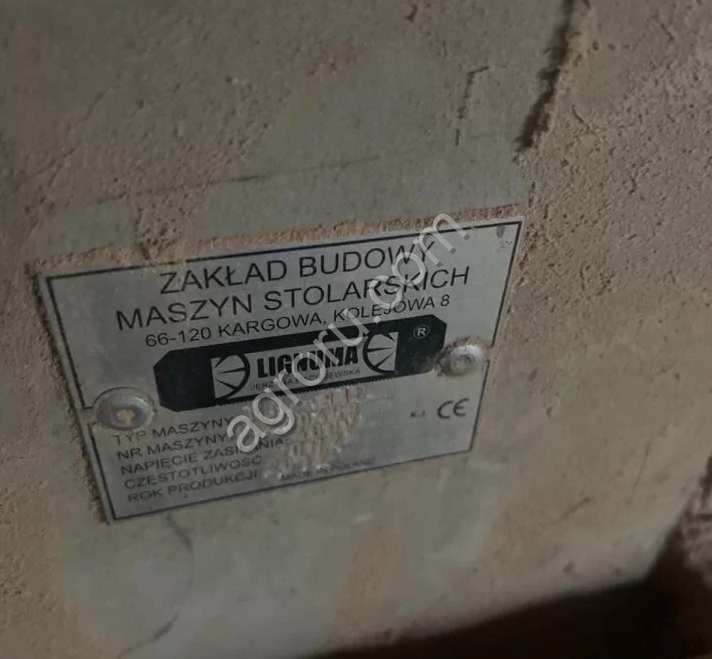 ZAKŁAD BUDOWY
MASZYN STOLARSKICH
66-120 KARGOWA, KOLEJOWA 8
LIGNUMA ®
TYP MASZYNY
NR MASZYNY
NAPIĘCIE ZASILANIA
CZĘSTOTLIWOŚĆ
ROK PRODUKCJI
MADE IN POLAND
CE
agroru.com